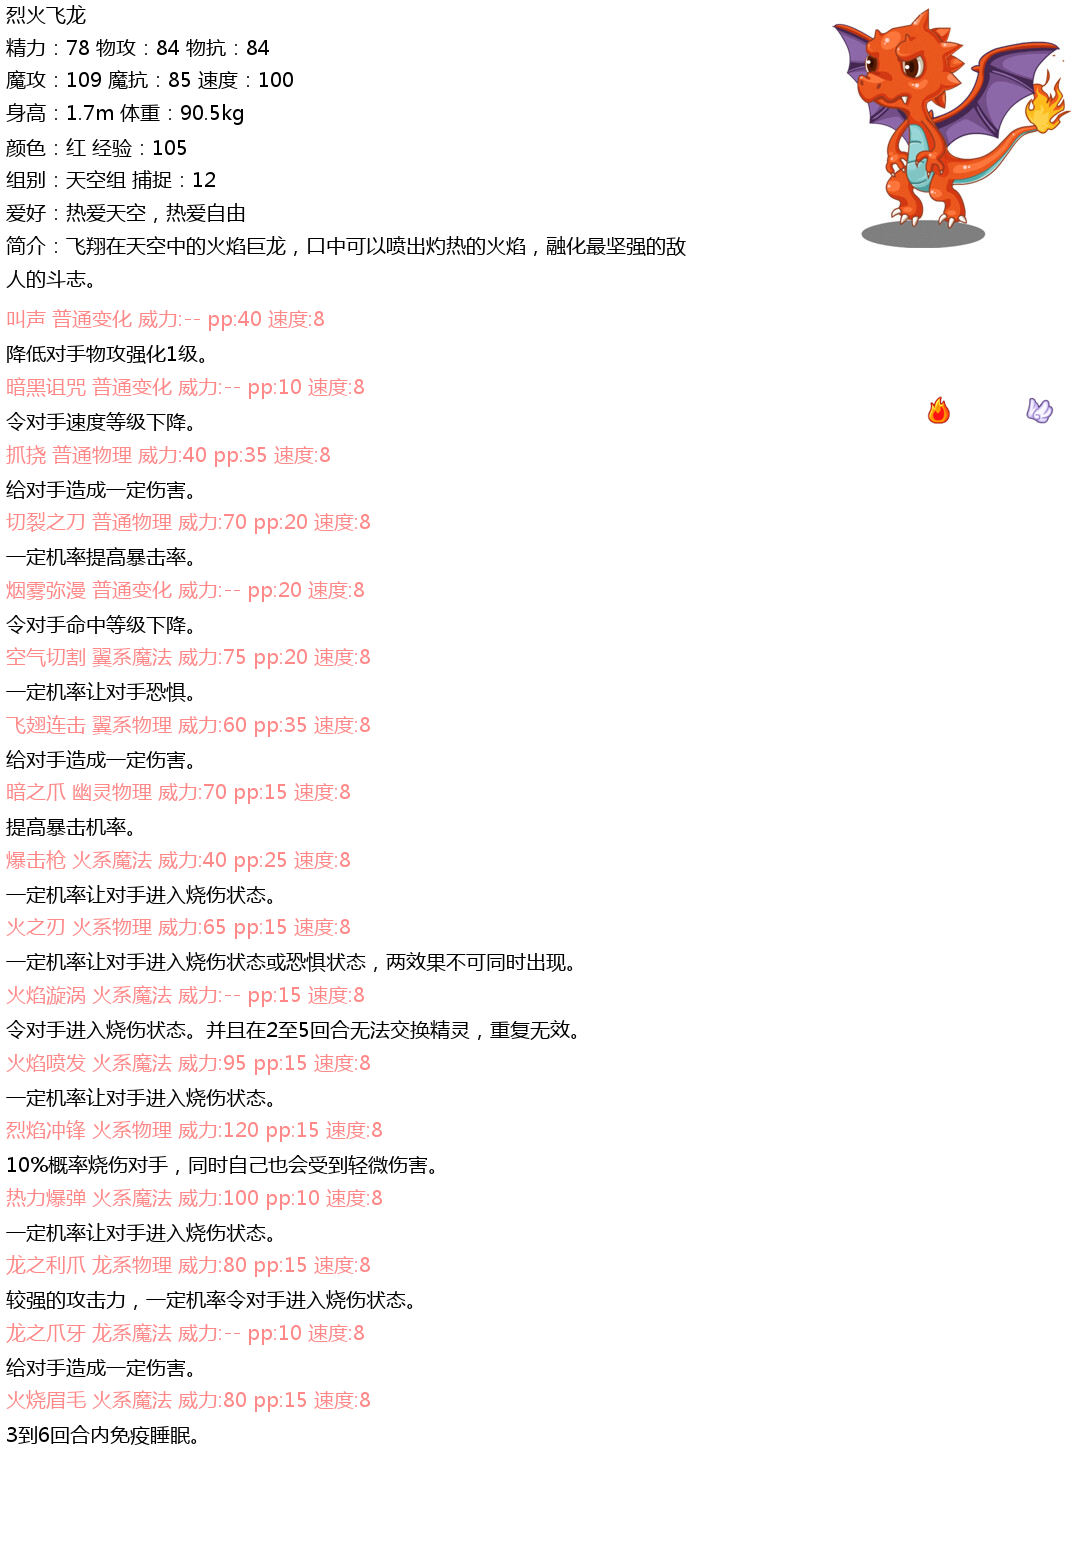 烈火飞龙
精力：78 物攻：84 物抗：84
魔攻：109 魔抗：85 速度：100
身高：1.7m 体重：90.5kg
颜色：红 经验：105
组别：天空组 捕捉：12
爱好：热爱天空，热爱自由
简介：飞翔在天空中的火焰巨龙，口中可以喷出灼热的火焰，融化最坚强的敌
人的斗志。
叫声 普通变化 威力:-- pp:40 速度:8
降低对手物攻强化1级。
暗黑诅咒 普通变化 威力:-- pp:10 速度:8
令对手速度等级下降。
抓挠 普通物理 威力:40 pp:35 速度:8
给对手造成一定伤害。
切裂之刀 普通物理 威力:70 pp:20 速度:8
一定机率提高暴击率。
烟雾弥漫 普通变化 威力:-- pp:20 速度:8
令对手命中等级下降。
空气切割 翼系魔法 威力:75 pp:20 速度:8
一定机率让对手恐惧。
飞翅连击 翼系物理 威力:60 pp:35 速度:8
给对手造成一定伤害。
暗之爪 幽灵物理 威力:70 pp:15 速度:8
提高暴击机率。
爆击枪 火系魔法 威力:40 pp:25 速度:8
一定机率让对手进入烧伤状态。
火之刃 火系物理 威力:65 pp:15 速度:8
一定机率让对手进入烧伤状态或恐惧状态，两效果不可同时出现。
火焰漩涡 火系魔法 威力:-- pp:15 速度:8
令对手进入烧伤状态。并且在2至5回合无法交换精灵，重复无效。
火焰喷发 火系魔法 威力:95 pp:15 速度:8
一定机率让对手进入烧伤状态。
烈焰冲锋 火系物理 威力:120 pp:15 速度:8
10%概率烧伤对手，同时自己也会受到轻微伤害。
热力爆弹 火系魔法 威力:100 pp:10 速度:8
一定机率让对手进入烧伤状态。
龙之利爪 龙系物理 威力:80 pp:15 速度:8
较强的攻击力，一定机率令对手进入烧伤状态。
龙之爪牙 龙系魔法 威力:-- pp:10 速度:8
给对手造成一定伤害。
火烧眉毛 火系魔法 威力:80 pp:15 速度:8
3到6回合内免疫睡眠。